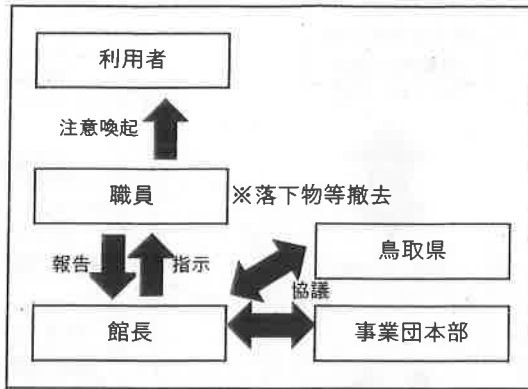 利用者
注意喚起
職員
※落下物等撤去
報告
指示
鳥取県
協議
館長
事業団本部